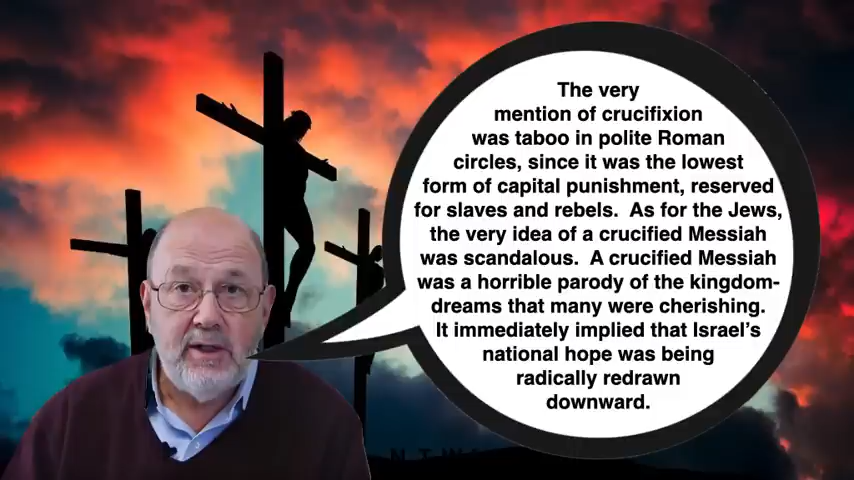 The very
mention of crucifixion
was taboo in polite Roman
circles, since it was the lowest
form of capital punishment, reserved
for slaves and rebels.  As for the Jews,
the very idea of a crucified Messiah
was scandalous.  A crucified Messiah
was a horrible parody of the kingdom-
dreams that many were cherishing.
It immediately implied that Israel’s
national hope was being
radically redrawn
downward.